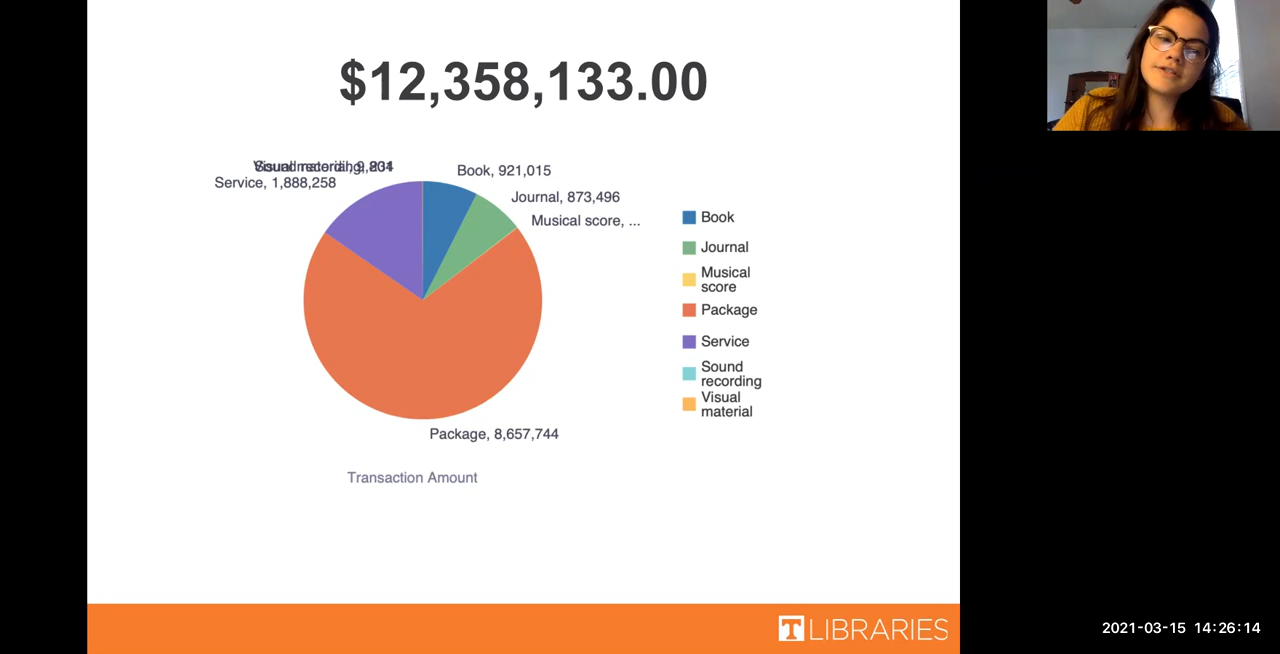 $12,358,133.00
Service, 1,888,258
Book, 921,015
Journal, 873,496
Musical score, ...
Package, 8,657,744
Transaction Amount
Book
Journal
Musical
score
Package
Service
Sound
recording
Visual
material
T LIBRARIES
2021-03-15 14:26:14